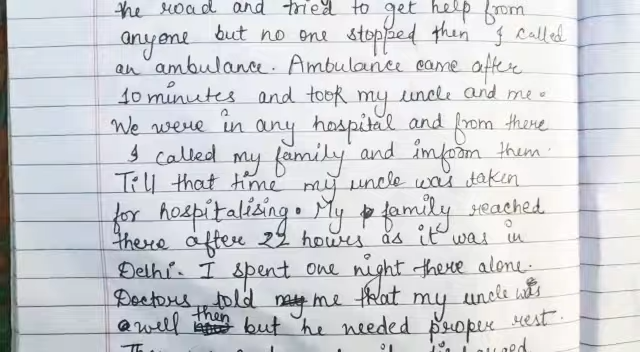 the road and tried to get help from
anyone but no one stopped then I called
an ambulance. Ambulance came after
10 minutes and took my uncle and me.
We were in any hospital and from there
I called my family and imfoom them.
Till that time my uncle was taken
for hospitalising. My family reached
there after 22 hours as it was in
Delhi. I spent one night there alone.
Doctors told me that my uncle was
a well then but he needed proper rest.